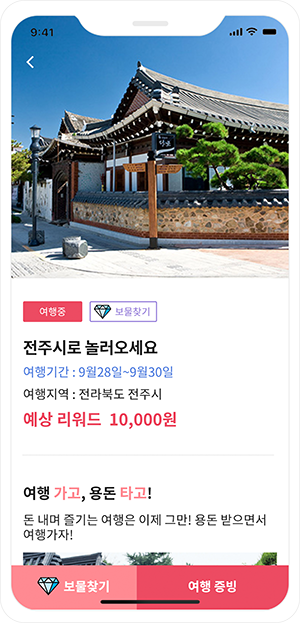 9:41
여행중
보물찾기
전주시로 놀러오세요
여행기간 : 9월28일~9월30일
여행지역 : 전라북도 전주시
예상 리워드 10,000원
여행 가고, 용돈 타고!
돈 내며 즐기는 여행은 이제 그만! 용돈 받으면서
여행가자!
보물찾기
여행 증빙